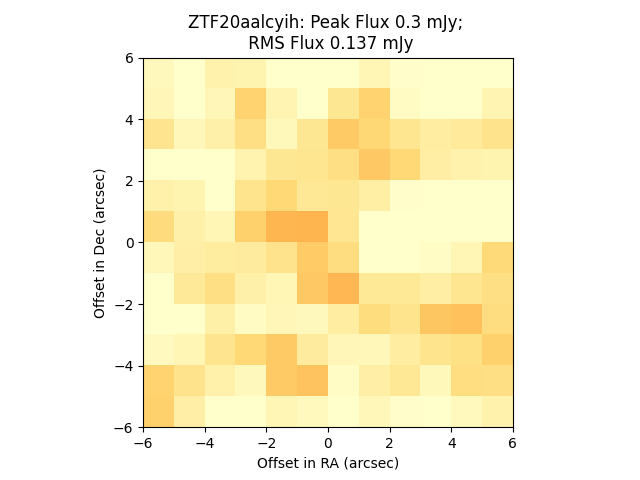 ZTF20aalcyih: Peak Flux 0.3 mJy;
RMS Flux 0.137 mJy
6
4
2
0
−2
−4
−6
Offset in Dec (arcsec)
−6 −4 −2 0 2 4 6
Offset in RA (arcsec)